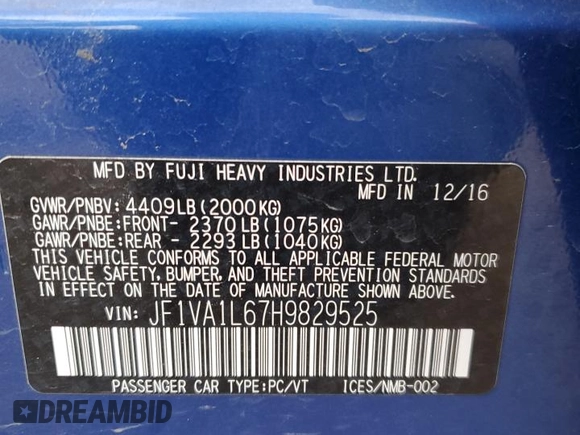 MFD BY FUJI HEAVY INDUSTRIES LTD.
MFD IN 12/16
GVWR/PNBV: 4409LB(2000KG)
GAWR/PNBE:FRONT- 2370LB(1075KG)
GAWR/PNBE:REAR - 2293LB(1040KG)
THIS VEHICLE CONFORMS TO ALL APPLICABLE FEDERAL MOTOR
VEHICLE SAFETY, BUMPER, AND THEFT PREVENTION STANDARDS
IN EFFECT ON THE DATE OF MANUFACTURE SHOWN ABOVE.
VIN: JF1VA1L67H9829525
PASSENGER CAR TYPE:PC/VT ICES/NMB-002
DREAMBID